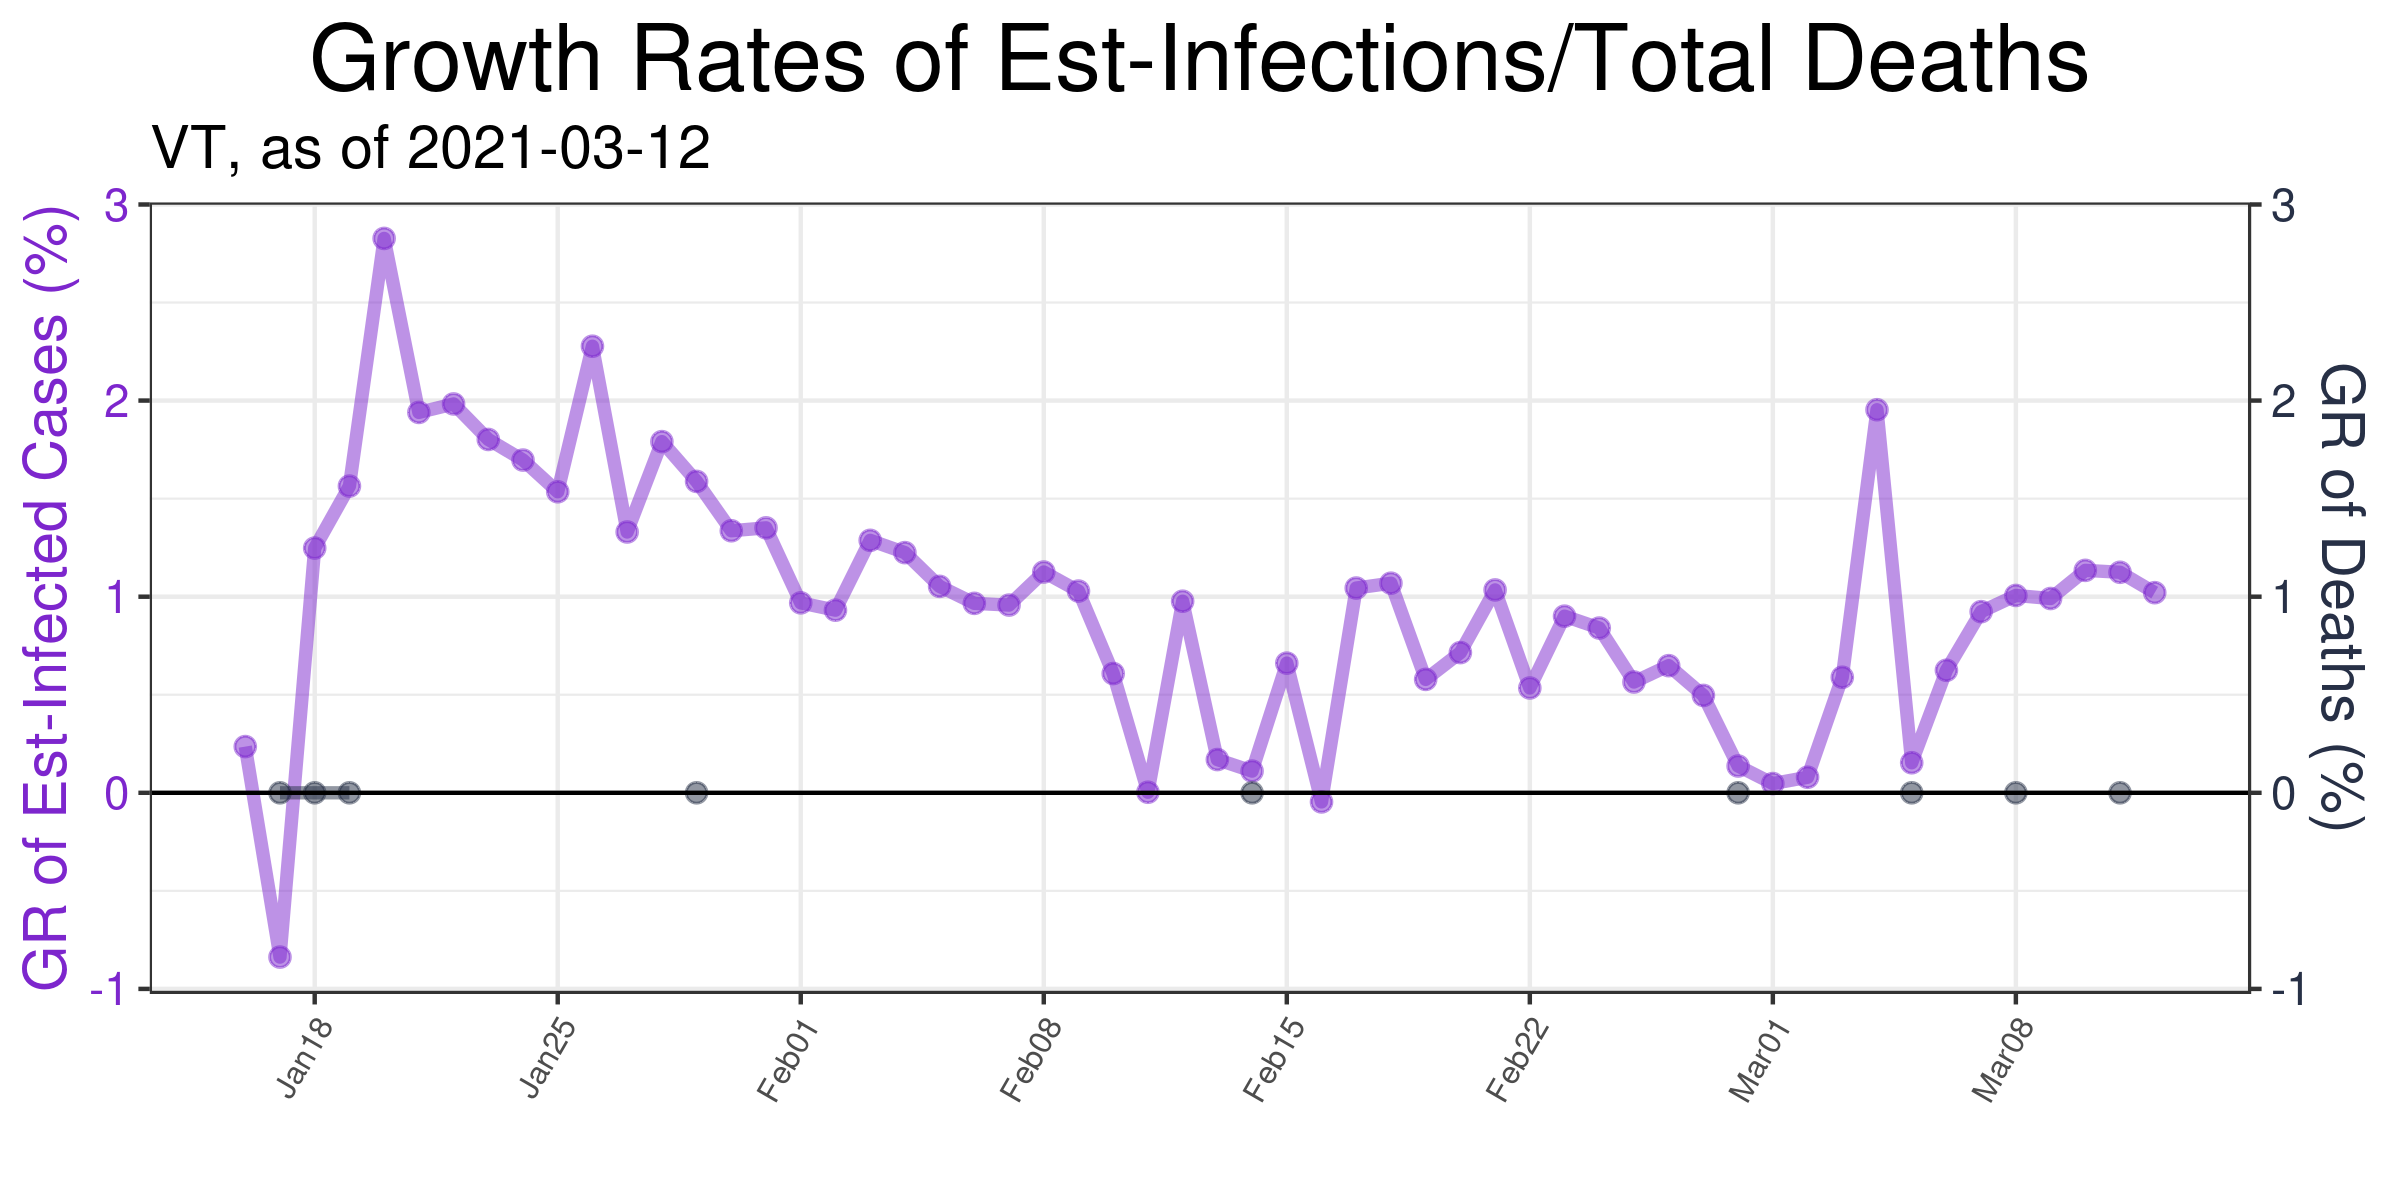 Growth Rates of Est-Infections/Total Deaths
VT, as of 2021-03-12
GR of Est-Infected Cases (%)
3
2
1
0
-1
3
2
1
0
-1
GR of Deaths (%)
Jan18
Jan25
Feb01
Feb08
Feb15
Feb22
Mar01
Mar08